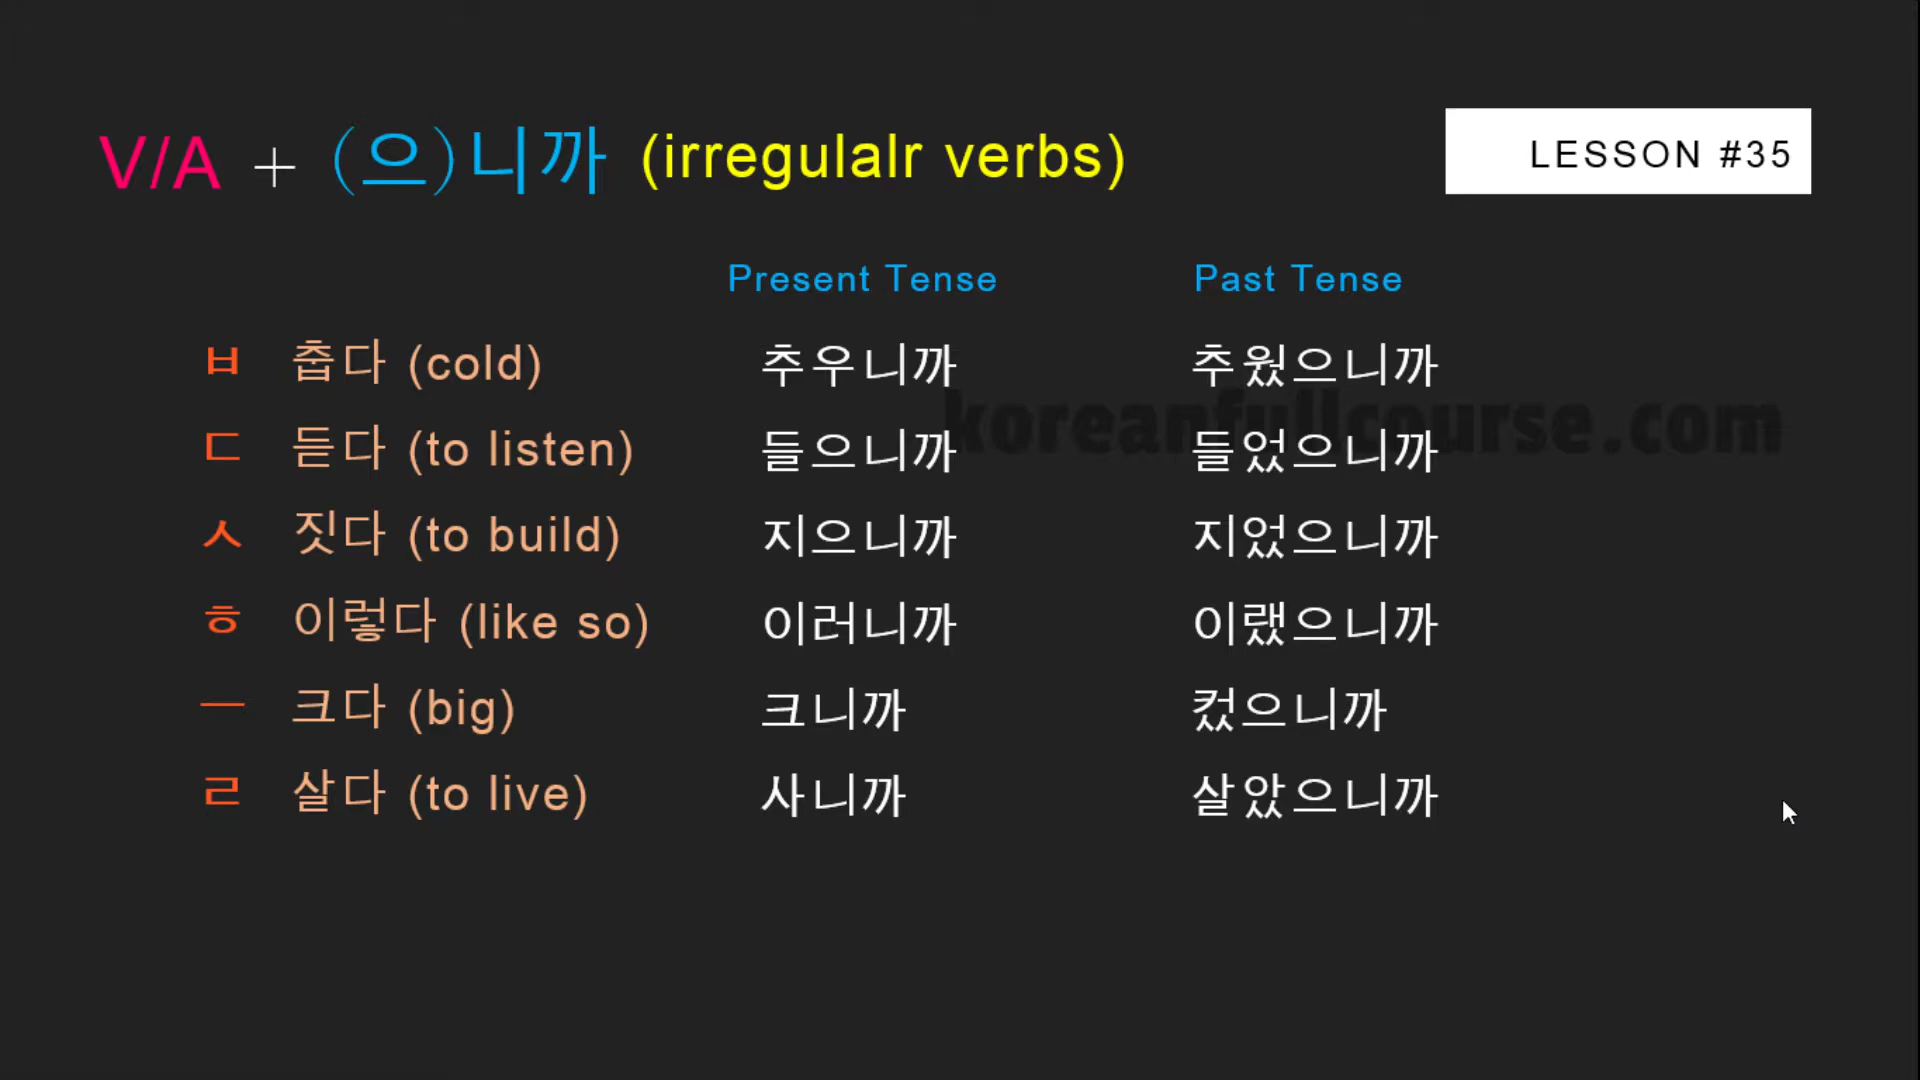 V/A + (으)니까 (irregulalr verbs)
LESSON #35
Present Tense Past Tense
ㅂ 춥다 (cold) 추우니까 추웠으니까
koreanfullcourse.com
ㄷ 듣다 (to listen) 들으니까 들었으니까
ㅅ 짓다 (to build) 지으니까 지었으니까
ㅎ 이렇다 (like so) 이러니까 이랬으니까
ㅡ 크다 (big) 크니까 컸으니까
ㄹ 살다 (to live) 사니까 살았으니까